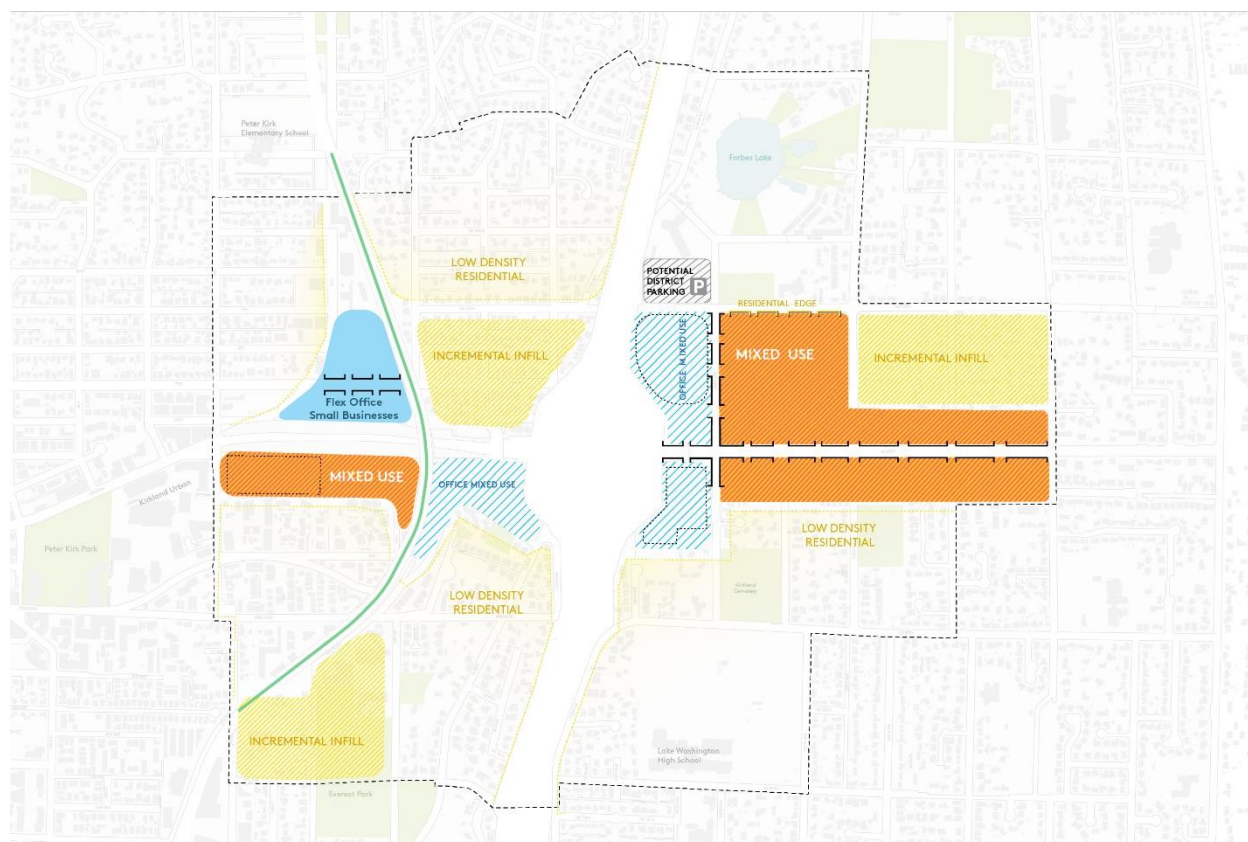 Peter Kirk
Elementary School
Forbes Lake
LOW DENSITY
RESIDENTIAL
POTENTIAL
DISTRICT
PARKING
P
RESIDENTIAL EDGE
INCREMENTAL INFILL
OFFICE MIXED USE
MIXED USE
INCREMENTAL INFILL
Flex Office
Small Businesses
MIXED USE
OFFICE MIXED USE
Kirkland Urban
Peter Kirk Park
LOW DENSITY
RESIDENTIAL
LOW DENSITY
RESIDENTIAL
Kirkland
Cemetery
INCREMENTAL INFILL
Lake Washington
High School
Everest Park